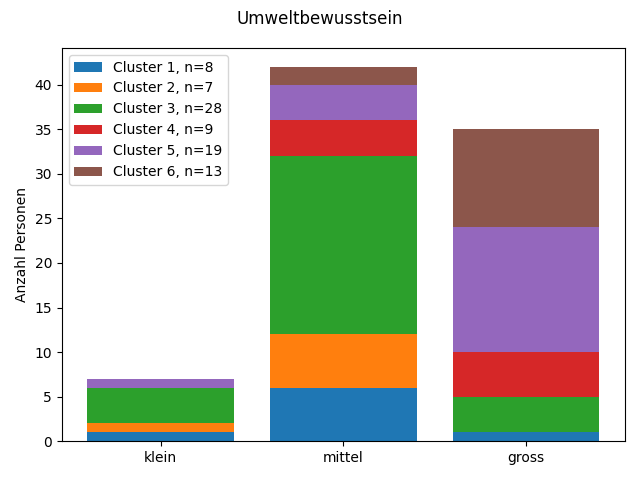 Umweltbewusstsein
Cluster 1, n=8
Cluster 2, n=7
Cluster 3, n=28
Cluster 4, n=9
Cluster 5, n=19
Cluster 6, n=13
Anzahl Personen
40
35
30
25
20
15
10
5
0
klein
mittel
gross